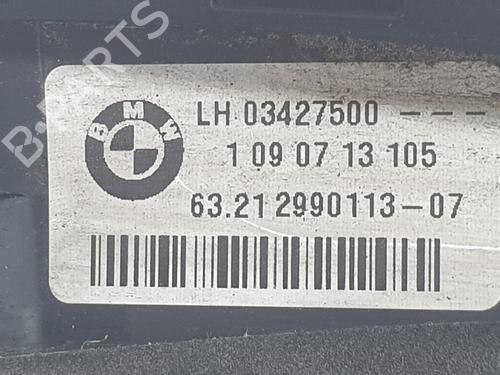 B-PARTS
BMW
LH 03427500 ---
1 09 07 13 105
63.21 2990113-07